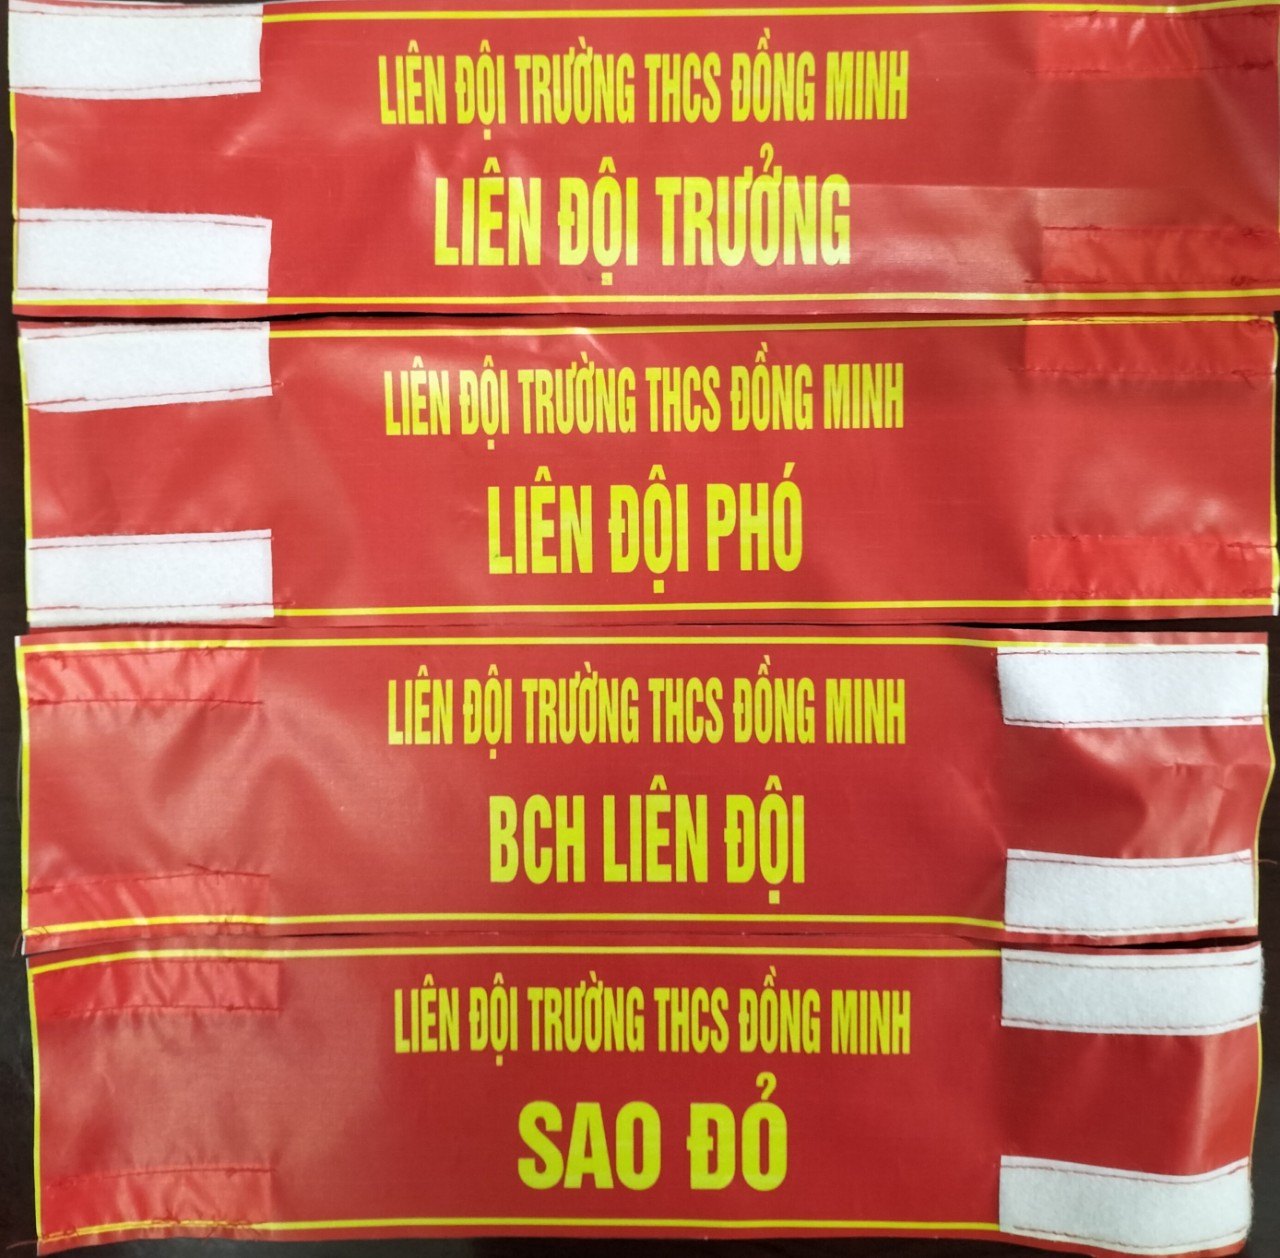 LIÊN ĐỘI TRƯỜNG THCS ĐỒNG MINH
LIÊN ĐỘI TRƯỞNG
LIÊN ĐỘI TRƯỜNG THCS ĐỒNG MINH
LIÊN ĐỘI PHÓ
LIÊN ĐỘI TRƯỜNG THCS ĐỒNG MINH
BCH LIÊN ĐỘI
LIÊN ĐỘI TRƯỜNG THCS ĐỒNG MINH
SAO ĐỎ